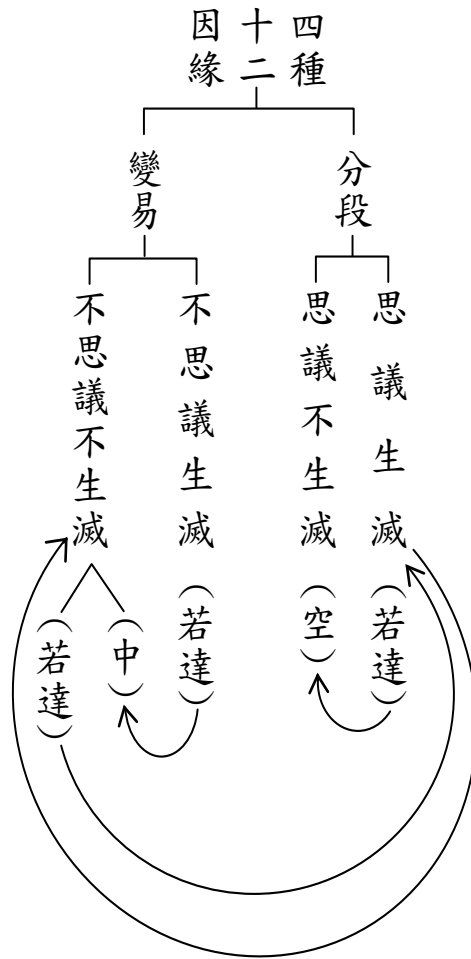 四種十二因緣
分段
思議生滅
（若達）
思議不生滅
（空）
變易
不思議生滅
（若達）
不思議不生滅
（中）
（若達）